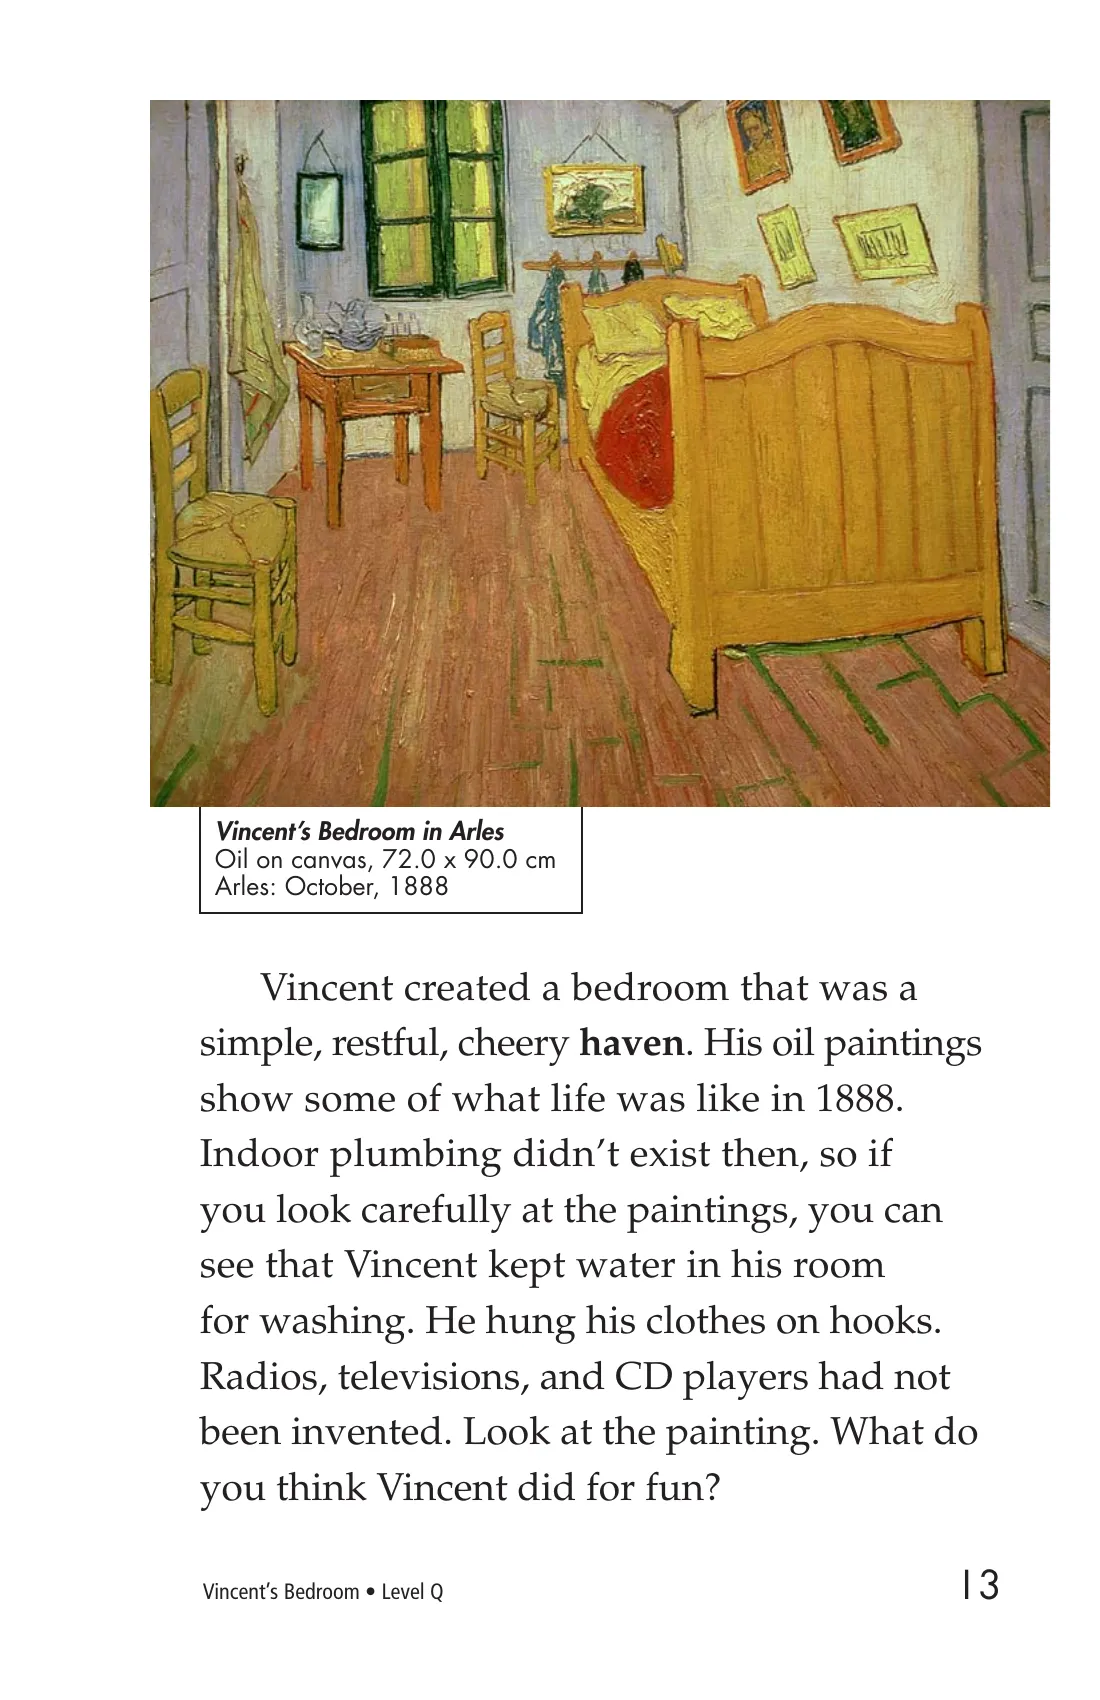 Vincent’s Bedroom in Arles
Oil on canvas, 72.0 x 90.0 cm
Arles: October, 1888
Vincent created a bedroom that was a
simple, restful, cheery haven. His oil paintings
show some of what life was like in 1888.
Indoor plumbing didn’t exist then, so if
you look carefully at the paintings, you can
see that Vincent kept water in his room
for washing. He hung his clothes on hooks.
Radios, televisions, and CD players had not
been invented. Look at the painting. What do
you think Vincent did for fun?
Vincent’s Bedroom • Level Q
13